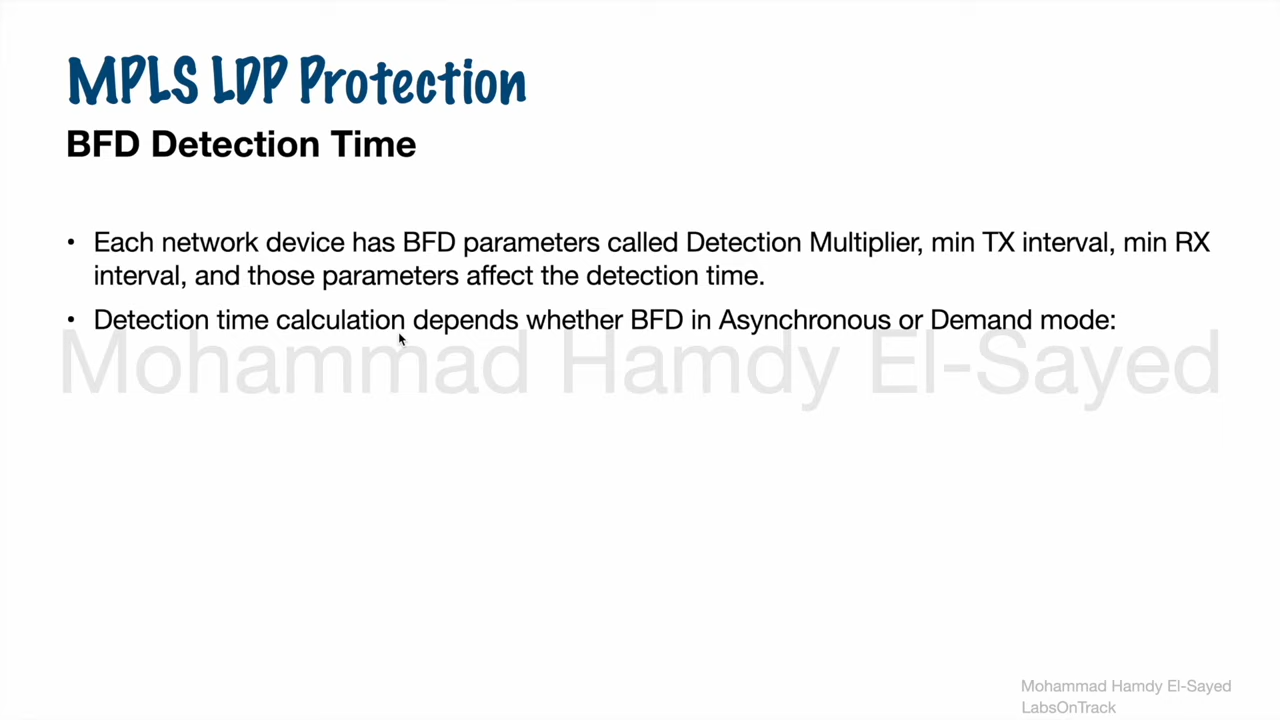 MPLS LDP Protection
BFD Detection Time
• Each network device has BFD parameters called Detection Multiplier, min TX interval, min RX
interval, and those parameters affect the detection time.
• Detection time calculation depends whether BFD in Asynchronous or Demand mode:
Mohammad Hamdy El-Sayed
Mohammad Hamdy El-Sayed
LabsOnTrack